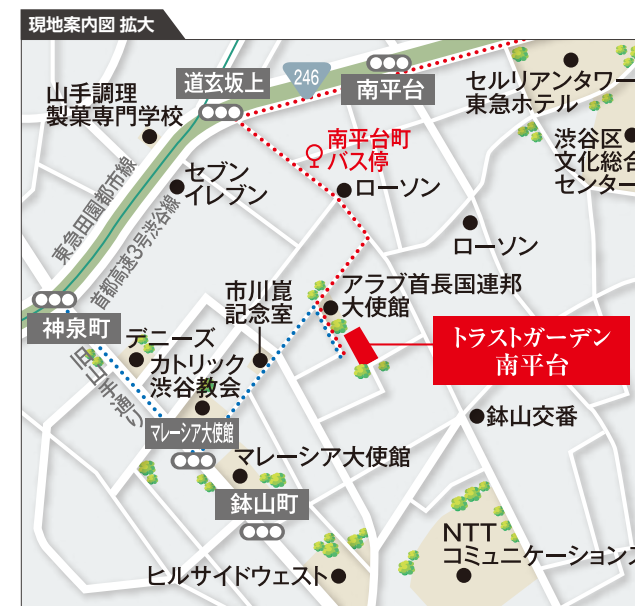 現地案内図 拡大
道玄坂上
246
南平台
セルリアンタワー
東急ホテル
山手調理
製菓専門学校
南平台町
バス停
渋谷区
文化総合
センター
セブン
イレブン
ローソン
東急田園都市線
首都高速3号渋谷線
ローソン
市川崑
記念室
アラブ首長国連邦
大使館
神泉町
デニーズ
トラストガーデン
南平台
旧山手通り
カトリック
渋谷教会
鉢山交番
マレーシア大使館
マレーシア大使館
鉢山町
NTT
コミュニケーションズ
ヒルサイドウェスト